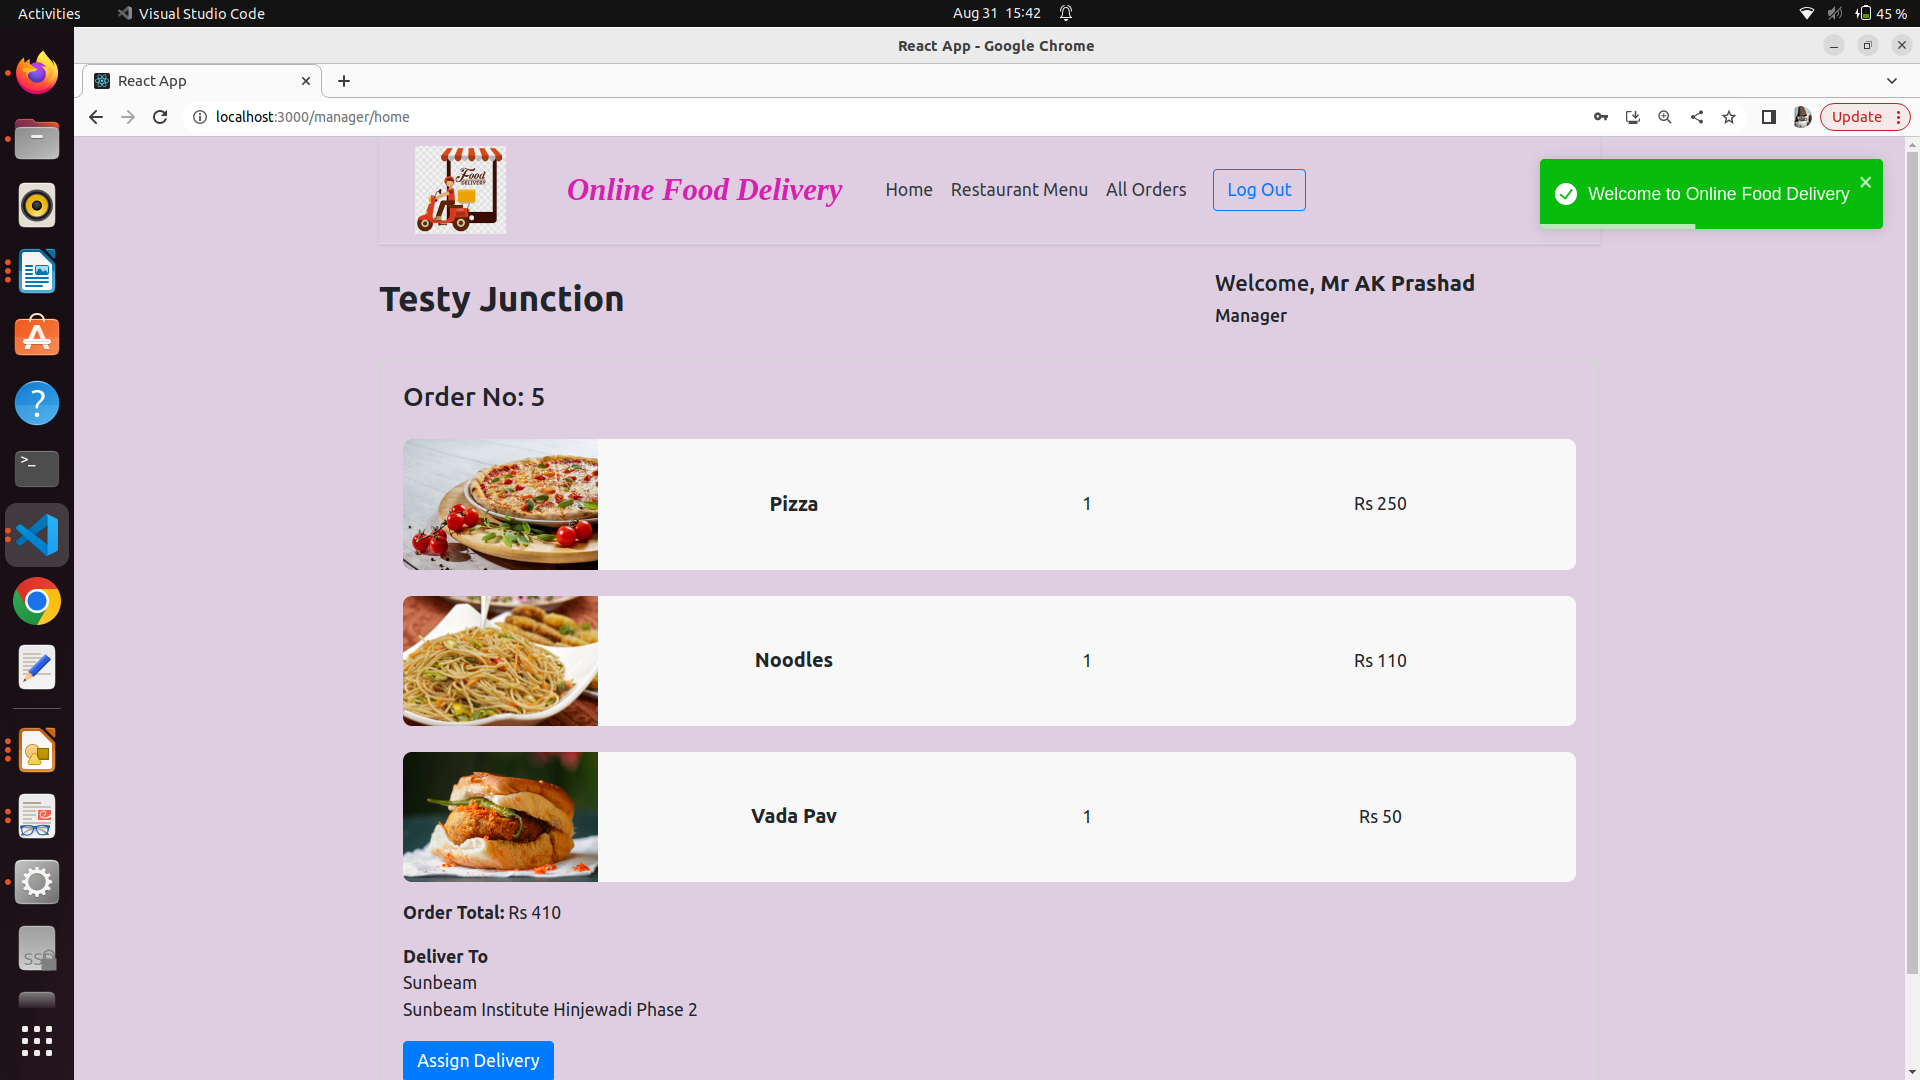 Activities
Visual Studio Code
Aug 31 15:42
45 %
React App - Google Chrome
React App
localhost:3000/manager/home
Update
Food
DELIVERY
Online Food Delivery
Home
Restaurant Menu
All Orders
Log Out
Welcome to Online Food Delivery
Testy Junction
Welcome, Mr AK Prashad
Manager
Order No: 5
Pizza 1 Rs 250
Noodles 1 Rs 110
Vada Pav 1 Rs 50
Order Total: Rs 410
Deliver To
Sunbeam
Sunbeam Institute Hinjewadi Phase 2
Assign Delivery